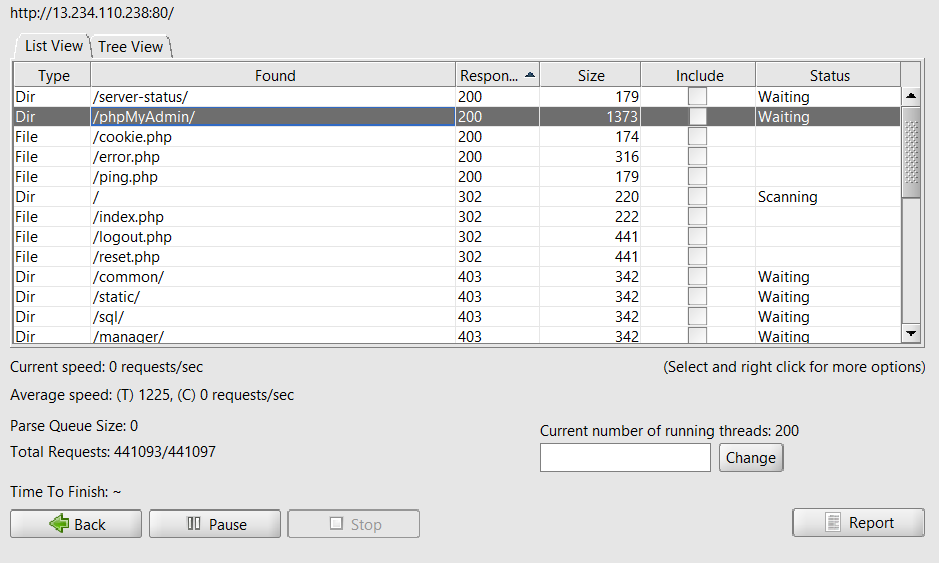 http://13.234.110.238:80/
List View Tree View
Type Found Respon... Size Include Status
Dir /server-status/ 200 179 Waiting
Dir /phpMyAdmin/ 200 1373 Waiting
File /cookie.php 200 174
File /error.php 200 316
File /ping.php 200 179
Dir / 302 220 Scanning
File /index.php 302 222
File /logout.php 302 441
File /reset.php 302 441
Dir /common/ 403 342 Waiting
Dir /static/ 403 342 Waiting
Dir /sql/ 403 342 Waiting
Dir /manager/ 403 342 Waiting
Current speed: 0 requests/sec (Select and right click for more options)
Average speed: (T) 1225, (C) 0 requests/sec
Parse Queue Size: 0
Current number of running threads: 200
Total Requests: 441093/441097
Change
Time To Finish: ~
Back Pause Stop Report